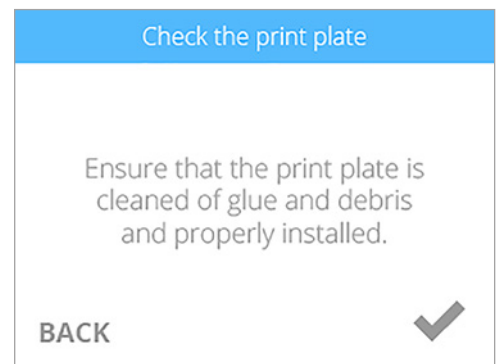 Check the print plate
Ensure that the print plate is
cleaned of glue and debris
and properly installed.
BACK